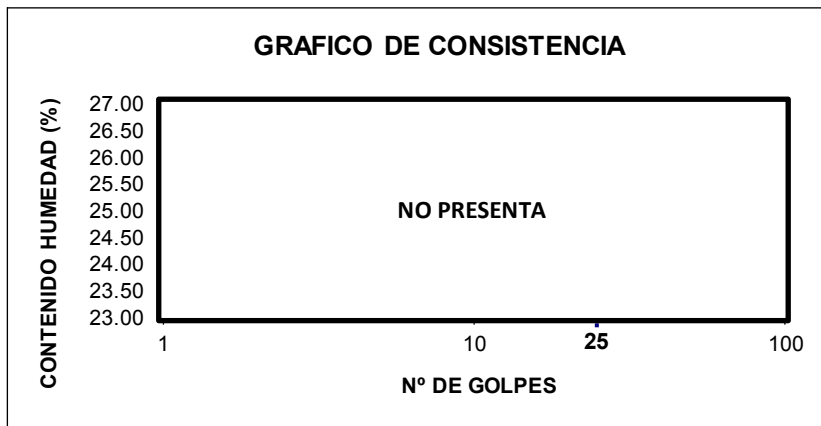 GRAFICO DE CONSISTENCIA
CONTENIDO HUMEDAD (%)
27.00
26.50
26.00
25.50
25.00
24.50
24.00
23.50
23.00
NO PRESENTA
1 10 25 100
Nº DE GOLPES